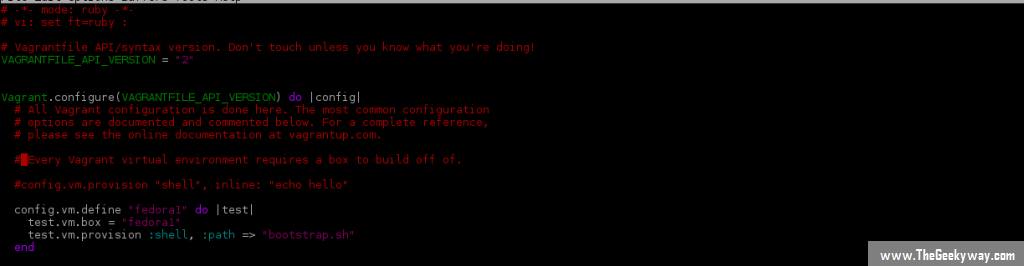 # -*- mode: ruby -*-
# vi: set ft=ruby :
# Vagrantfile API/syntax version. Don't touch unless you know what you're doing!
VAGRANTFILE_API_VERSION = "2"
Vagrant.configure(VAGRANTFILE_API_VERSION) do |config|
# All Vagrant configuration is done here. The most common configuration
# options are documented and commented below. For a complete reference,
# please see the online documentation at vagrantup.com.
# Every Vagrant virtual environment requires a box to build off of.
#config.vm.provision "shell", inline: "echo hello"
config.vm.define "fedora1" do |test|
test.vm.box = "fedora1"
test.vm.provision :shell, :path => "bootstrap.sh"
end
www.TheGeekyway.com